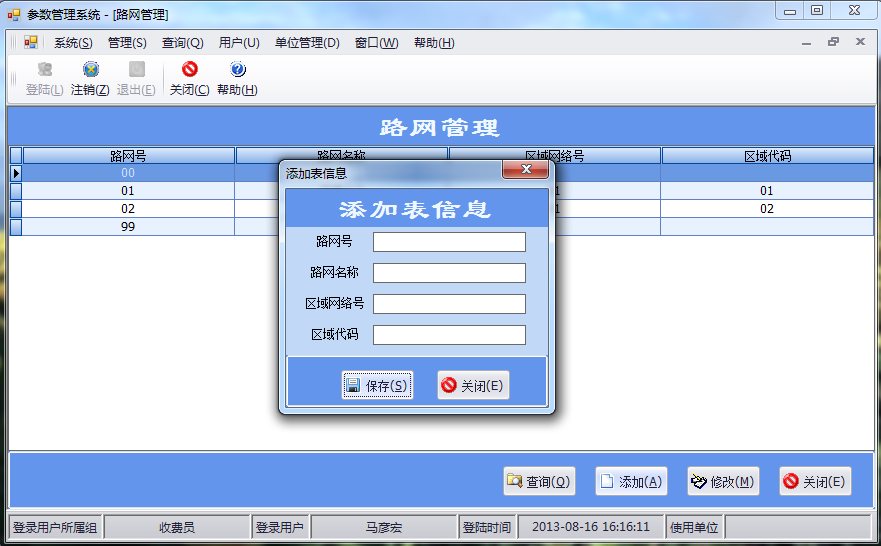 参数管理系统 - [路网管理]
系统(S) 管理(S) 查询(Q) 用户(U) 单位管理(D) 窗口(W) 帮助(H)
登陆(L) 注销(Z) 退出(E) 关闭(C) 帮助(H)
路网管理
路网号 路网名称 区域网络号 区域代码
00
01 1 01
02 1 02
99
添加表信息
添加表信息
路网号
路网名称
区域网络号
区域代码
保存(S) 关闭(E)
查询(Q) 添加(A) 修改(M) 关闭(E)
登录用户所属组 收费员 登录用户 马彦宏 登陆时间 2013-08-16 16:16:11 使用单位